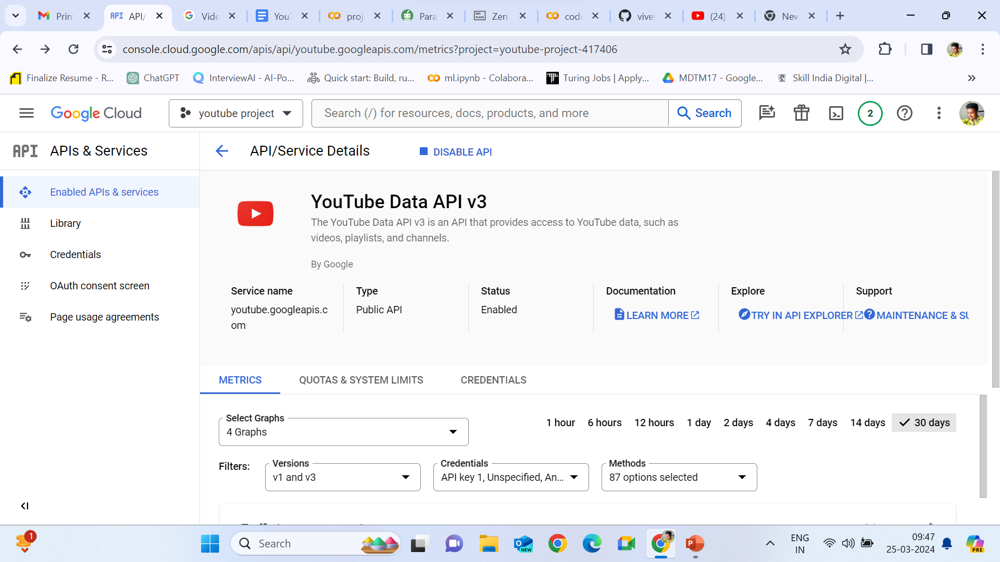 Prin
API/
Vide
You
proj
Para
Zen
code
vivel
(24)
New
console.cloud.google.com/apis/api/youtube.googleapis.com/metrics?project=youtube-project-417406
Finalize Resume - R...
ChatGPT
InterviewAI - AI-Po...
Quick start: Build, ru...
ml.ipynb - Colabora...
Turing Jobs | Apply...
MDTM17 - Google...
Skill India Digital |...
Google Cloud
youtube project
Search (/) for resources, docs, products, and more
Search
2
API APIs & Services
API/Service Details
DISABLE API
Enabled APIs & services
Library
Credentials
OAuth consent screen
Page usage agreements
YouTube Data API v3
The YouTube Data API v3 is an API that provides access to YouTube data, such as
videos, playlists, and channels.
By Google
Service name
youtube.googleapis.c
om
Type
Public API
Status
Enabled
Documentation
LEARN MORE
Explore
TRY IN API EXPLORER
Support
MAINTENANCE & SU
METRICS
QUOTAS & SYSTEM LIMITS
CREDENTIALS
Select Graphs
4 Graphs
1 hour
6 hours
12 hours
1 day
2 days
4 days
7 days
14 days
30 days
Filters:
Versions
v1 and v3
Credentials
API key 1, Unspecified, An...
Methods
87 options selected
1
Search
NEW
ENG
IN
09:47
25-03-2024
PRE